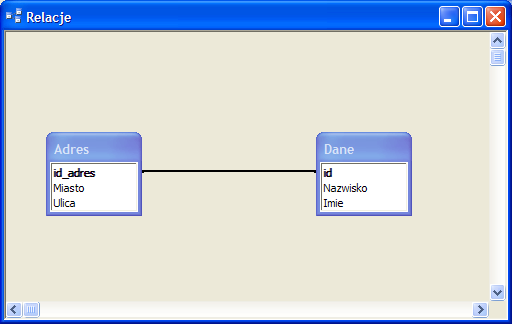 Relacje
Adres
id_adres
Miasto
Ulica
Dane
id
Nazwisko
Imie